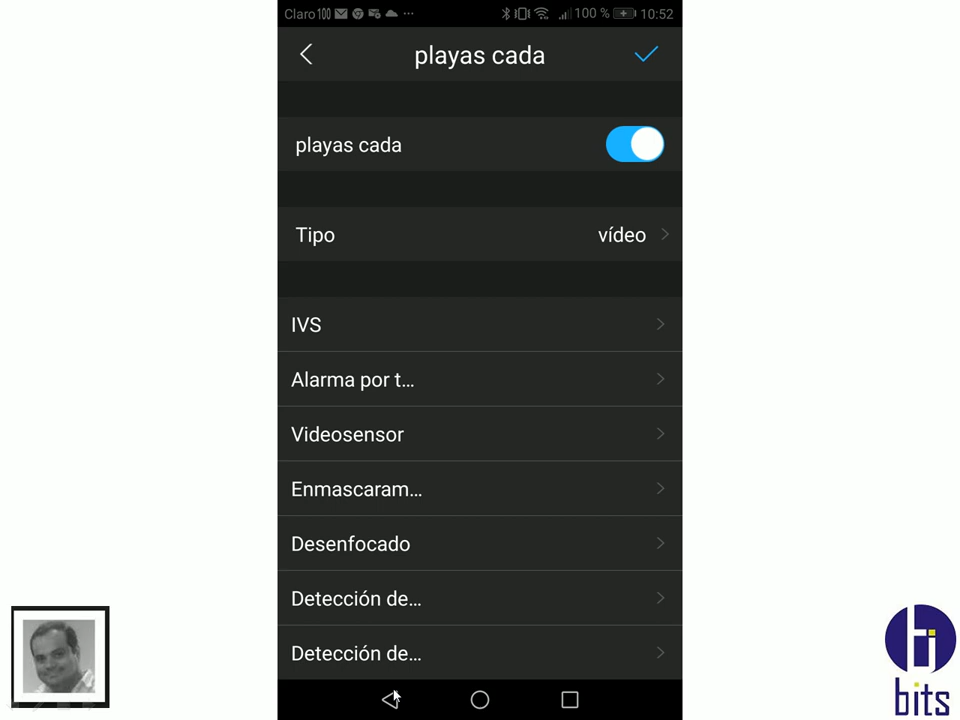 Claro 100 ... 100 % 10:52
playas cada
playas cada
Tipo vídeo
IVS
Alarma por t...
Videosensor
Enmascaram...
Desenfocado
Detección de...
Detección de...
bits